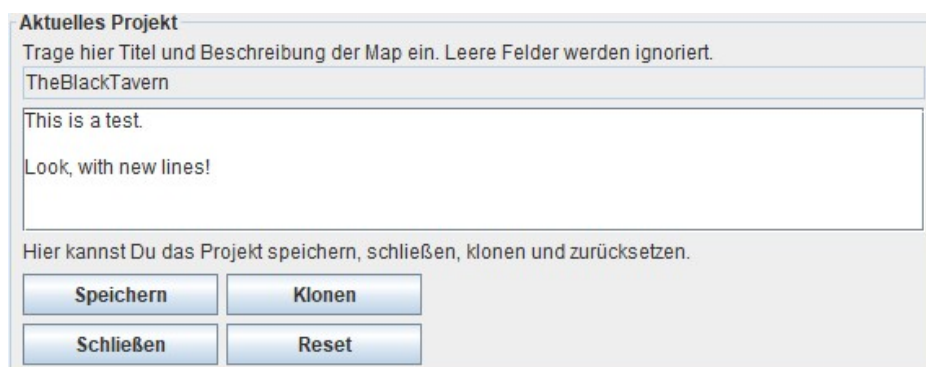 Aktuelles Projekt
Trage hier Titel und Beschreibung der Map ein. Leere Felder werden ignoriert.
TheBlackTavern
This is a test.
Look, with new lines!
Hier kannst Du das Projekt speichern, schließen, klonen und zurücksetzen.
Speichern Klonen
Schließen Reset